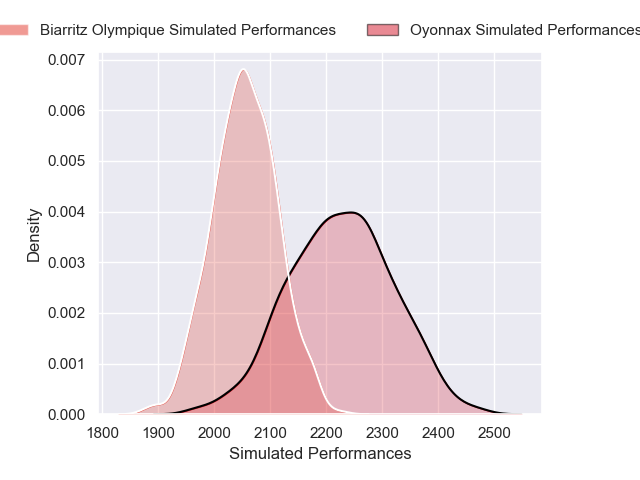 Biarritz Olympique Simulated Performances
Oyonnax Simulated Performances
0.007
0.006
0.005
0.004
0.003
0.002
0.001
0.000
Density
1800 1900 2000 2100 2200 2300 2400 2500
Simulated Performances